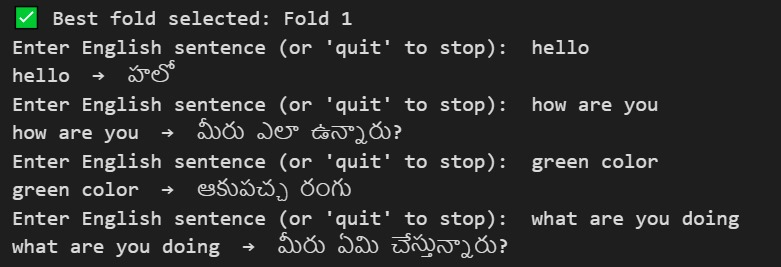 ✅ Best fold selected: Fold 1
Enter English sentence (or 'quit' to stop):  hello
hello  →  హలో
Enter English sentence (or 'quit' to stop):  how are you
how are you  →  మీరు ఎలా ఉన్నారు?
Enter English sentence (or 'quit' to stop):  green color
green color  →  ఆకుపచ్చ రంగు
Enter English sentence (or 'quit' to stop):  what are you doing
what are you doing  →  మీరు ఏమి చేస్తున్నారు?